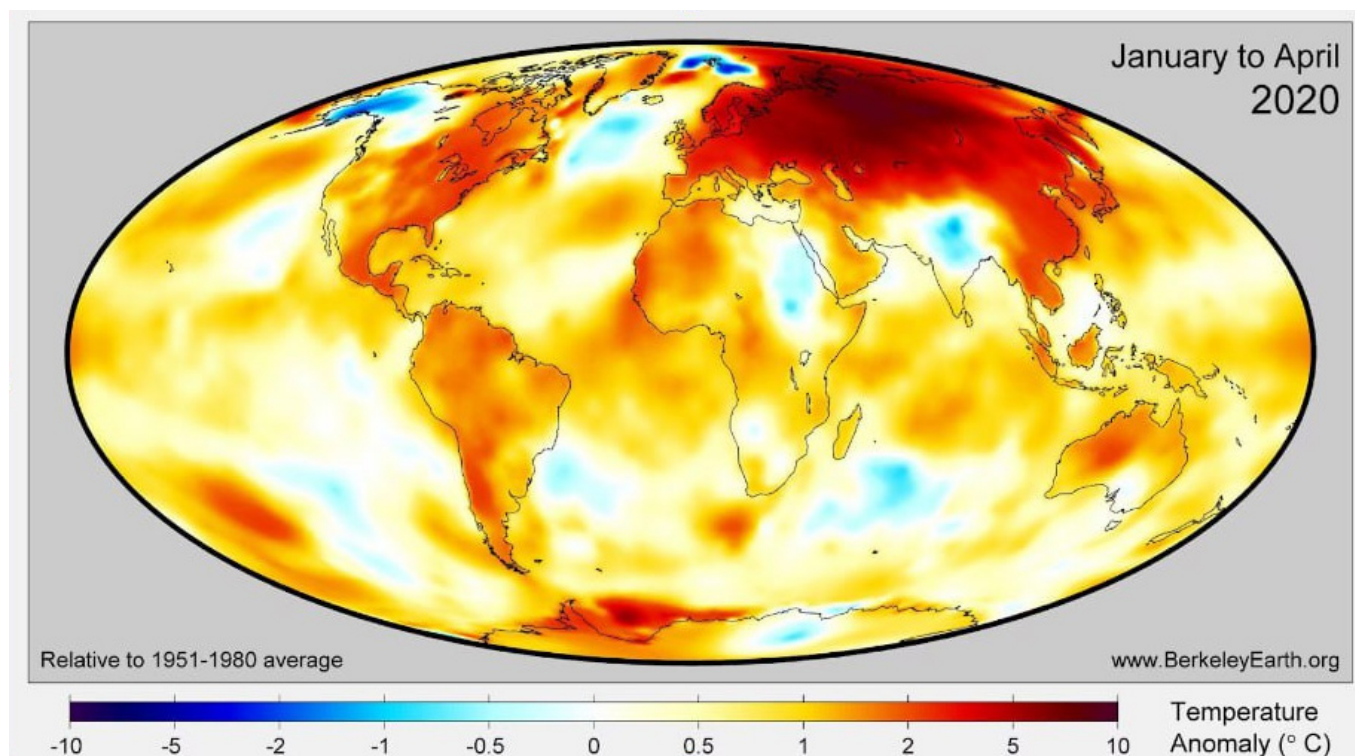 January to April
2020
Relative to 1951-1980 average
www.BerkeleyEarth.org
-10 -5 -2 -1 -0.5 0 0.5 1 2 5 10
Temperature
Anomaly (° C)